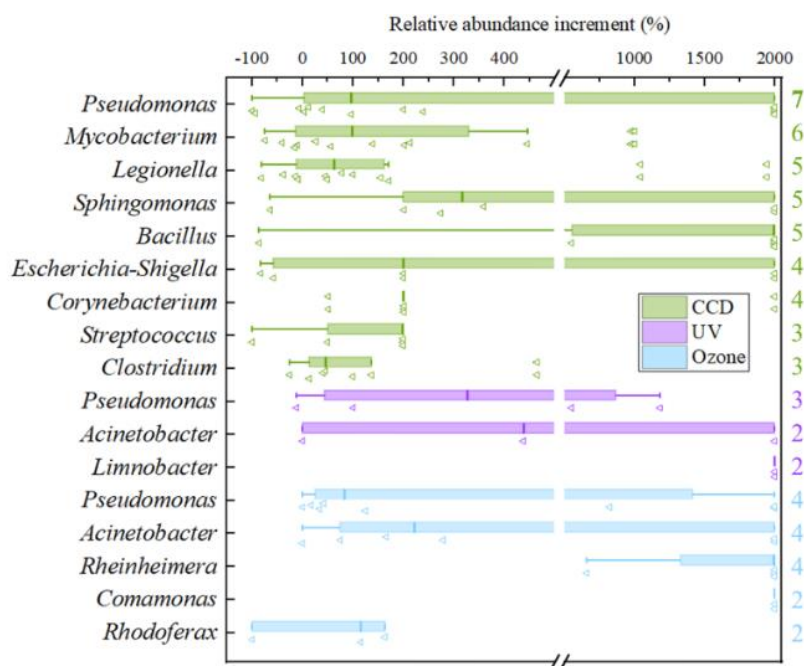 Relative abundance increment (%)
-100 0 100 200 300 400 1000 1500 2000
Pseudomonas 7
Mycobacterium 6
Legionella 5
Sphingomonas 5
Bacillus 5
Escherichia-Shigella 4
Corynebacterium 4
Streptococcus 3
Clostridium 3
Pseudomonas 3
Acinetobacter 2
Limnobacter 2
Pseudomonas 4
Acinetobacter 4
Rheinheimera 4
Comamonas 2
Rhodoferax 2
CCD
UV
Ozone